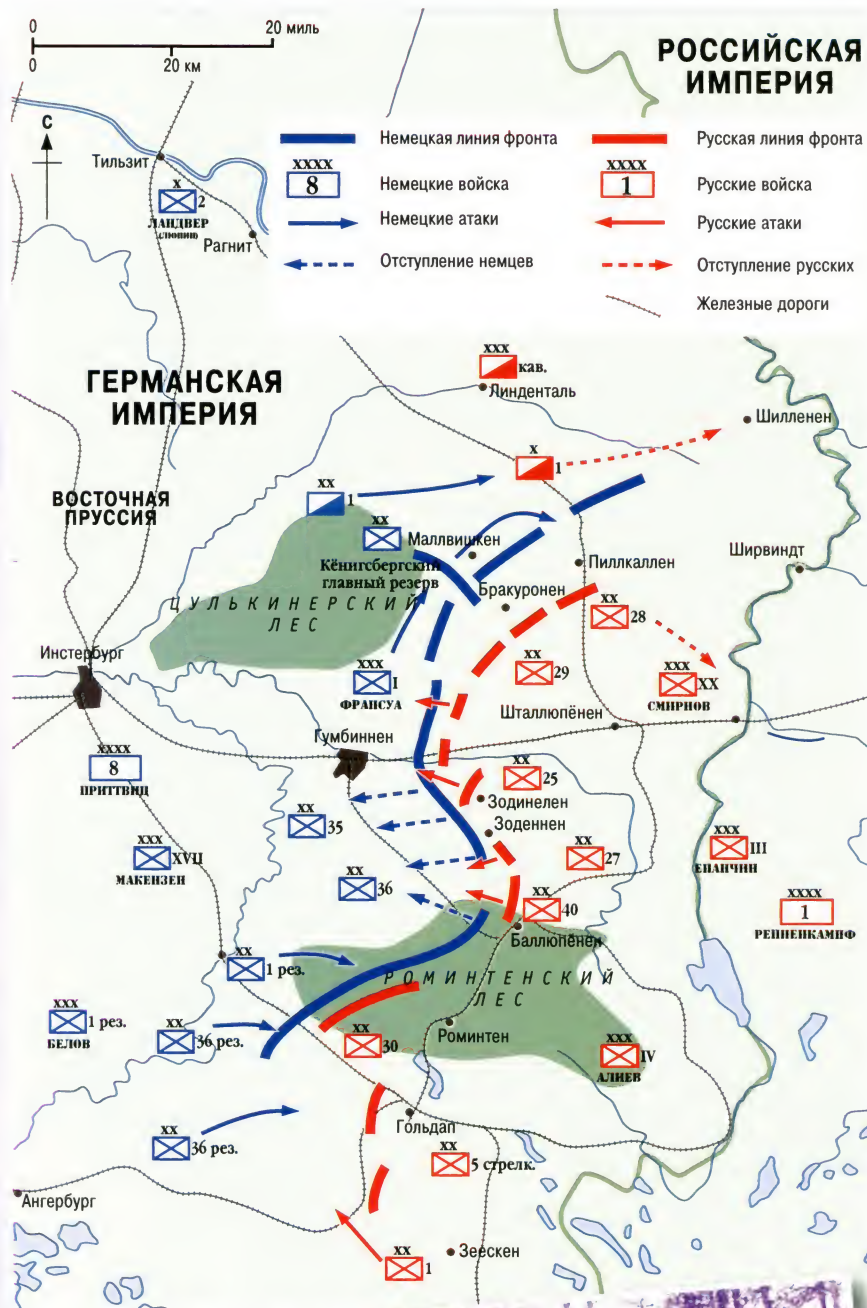 0
20 миль
0
20 км
РОССИЙСКАЯ
ИМПЕРИЯ
С
Немецкая линия фронта
Русская линия фронта
XXXX
8
Немецкие войска
XXXX
1
Русские войска
Немецкие атаки
Русские атаки
Отступление немцев
Отступление русских
Железные дороги
Тильзит
X
2
ЛАНДВЕР
Рагнит
ГЕРМАНСКАЯ
ИМПЕРИЯ
XXX
кав.
Линденталь
Шилленен
X
1
ВОСТОЧНАЯ
ПРУССИЯ
XX
1
XX
Маллвишкен
Кёнигсбергский
главный резерв
Пиллкаллен
Ширвиндт
Бракуронен
ЦУЛЬКИНЕРСКИЙ
ЛЕС
XX
28
Инстербург
XXX
I
ФРАНСУА
XX
29
XXX
XX
СМИРНОВ
Шталлюпёнен
Гумбиннен
XXXX
8
ПРИТТВИЦ
XX
25
Зодинелен
Зоденнен
XX
35
XXX
XVII
МАКЕНЗЕН
XX
27
XXX
III
ЕПАНЧИН
XX
36
XX
40
XXXX
1
РЕННЕНКАМПФ
Баллюпёнен
XX
1 рез.
РОМИНТЕНСКИЙ
ЛЕС
XXX
1 рез.
БЕЛОВ
XX
36 рез.
XX
30
Роминтен
XXX
IV
АЛИЕВ
Гольдап
XX
36 рез.
XX
5 стрелк.
Ангербург
Зеескен
XX
1